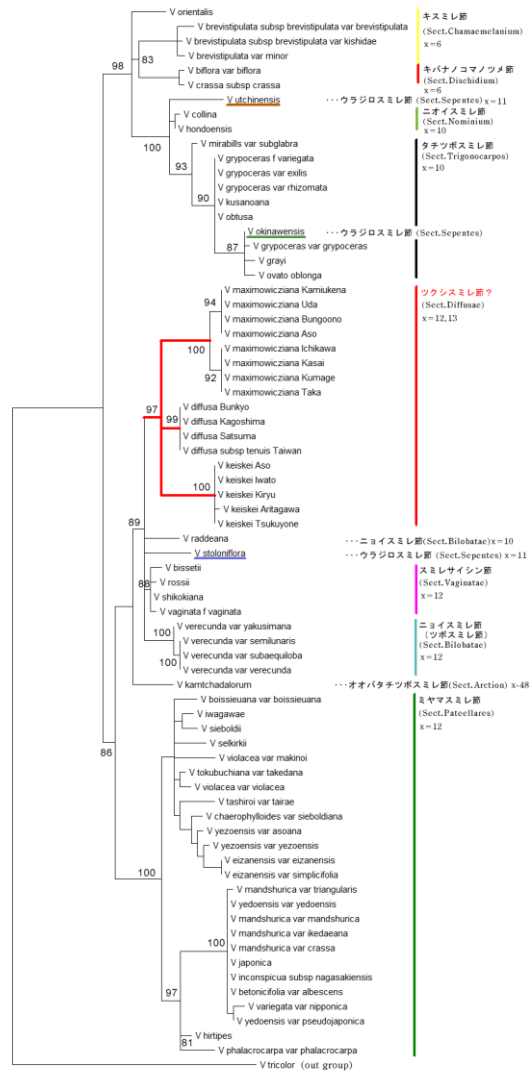 V orientalis
V brevistipulata subsp brevistipulata var brevistipulata
V brevistipulata subsp brevistipulata var kishidae
V brevistipulata var minor
V biflora var biflora
V crassa subsp crassa
キスミレ節
(Sect.Chamaemelanium)
x=6
キバナノコマノツメ節
(Sect.Dischidium)
x=6
98
83
V utchinensis
···ウラジロスミレ節(Sect.Sepentes) x=11
V collina
V hondoensis
ニオイスミレ節
(Sect.Nominium)
x=10
100
V mirabills var subglabra
V grypoceras f variegata
V grypoceras var exilis
V grypoceras var rhizomata
V kusanoana
V obtusa
タチツボスミレ節
(Sect.Trigonocarpos)
x=10
93
90
V okinawensis
···ウラジロスミレ節 (Sect.Sepentes)
V grypoceras var grypoceras
V grayi
V ovato oblonga
87
V maximowicziana Kamiukena
V maximowicziana Uda
V maximowicziana Bungoono
V maximowicziana Aso
V maximowicziana Ichikawa
V maximowicziana Kasai
V maximowicziana Kumage
V maximowicziana Taka
ツクシスミレ節?
(Sect.Diffusae)
x=12,13
94
100
92
97
99
V diffusa Bunkyo
V diffusa Kagoshima
V diffusa Satsuma
V diffusa subsp tenuis Taiwan
V keiskei Aso
V keiskei Iwato
V keiskei Kiryu
V keiskei Aritagawa
V keiskei Tsukuyone
100
89
V raddeana
···ニョイスミレ節(Sect.Bilobatae)x=10
V stoloniflora
···ウラジロスミレ節 (Sect.Sepentes) x=11
V bissetii
V rossii
V shikokiana
V vaginata f vaginata
スミレサイシン節
(Sect.Vaginatae)
x=12
88
V verecunda var yakusimana
V verecunda var semilunaris
V verecunda var subaequiloba
V verecunda var verecunda
ニョイスミレ節
(ツボスミレ節)
(Sect.Bilobatae)
x=12
100
100
V kamtchadalorum
···オオバタチツボスミレ節(Sect.Arction) x-48
86
V boissieuana var boissieuana
V iwagawae
V sieboldii
V selkirkii
V violacea var makinoi
V tokubuchiana var takedana
V violacea var violacea
V tashiroi var tairae
V chaerophylloides var sieboldiana
V yezoensis var asoana
V yezoensis var yezoensis
V eizanensis var eizanensis
V eizanensis var simplicifolia
ミヤマスミレ節
(Sect.Pateellares)
x=12
100
V mandshurica var triangularis
V yedoensis var yedoensis
V mandshurica var mandshurica
V mandshurica var ikedaeana
V mandshurica var crassa
V japonica
V inconspicua subsp nagasakiensis
V betonicifolia var albescens
V variegata var nipponica
V yedoensis var pseudojaponica
100
97
V hirtipes
81
V phalacrocarpa var phalacrocarpa
V tricolor (out group)